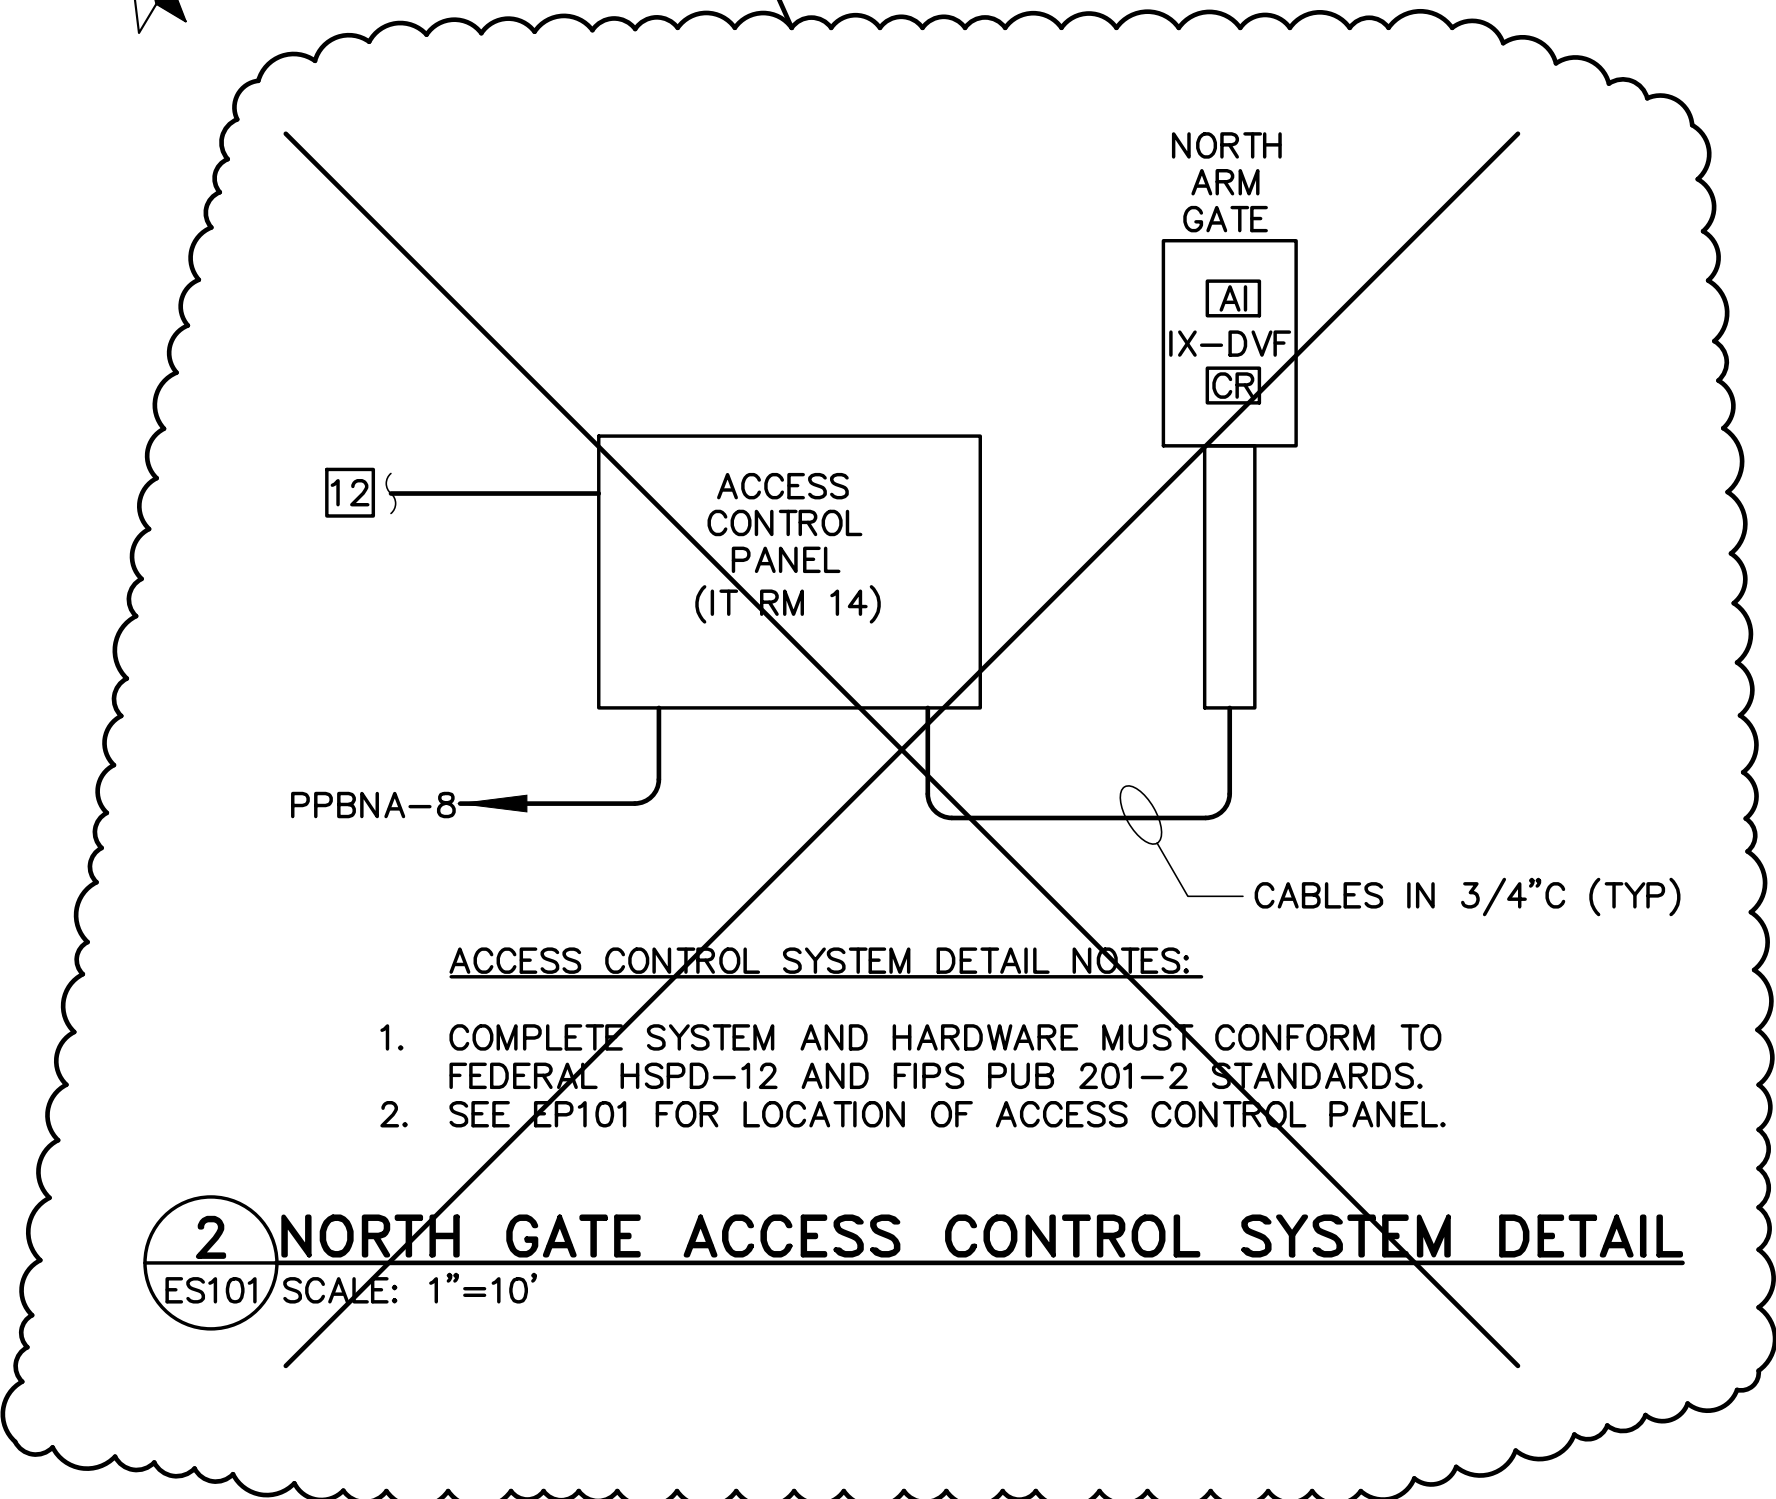 NORTH
ARM
GATE
AI
IX-DVF
CR
12
ACCESS
CONTROL
PANEL
(IT RM 14)
PPBNA-8
CABLES IN 3/4"C (TYP)
ACCESS CONTROL SYSTEM DETAIL NOTES:
1. COMPLETE SYSTEM AND HARDWARE MUST CONFORM TO
FEDERAL HSPD-12 AND FIPS PUB 201-2 STANDARDS.
2. SEE EP101 FOR LOCATION OF ACCESS CONTROL PANEL.
2 NORTH GATE ACCESS CONTROL SYSTEM DETAIL
ES101 SCALE: 1"=10'